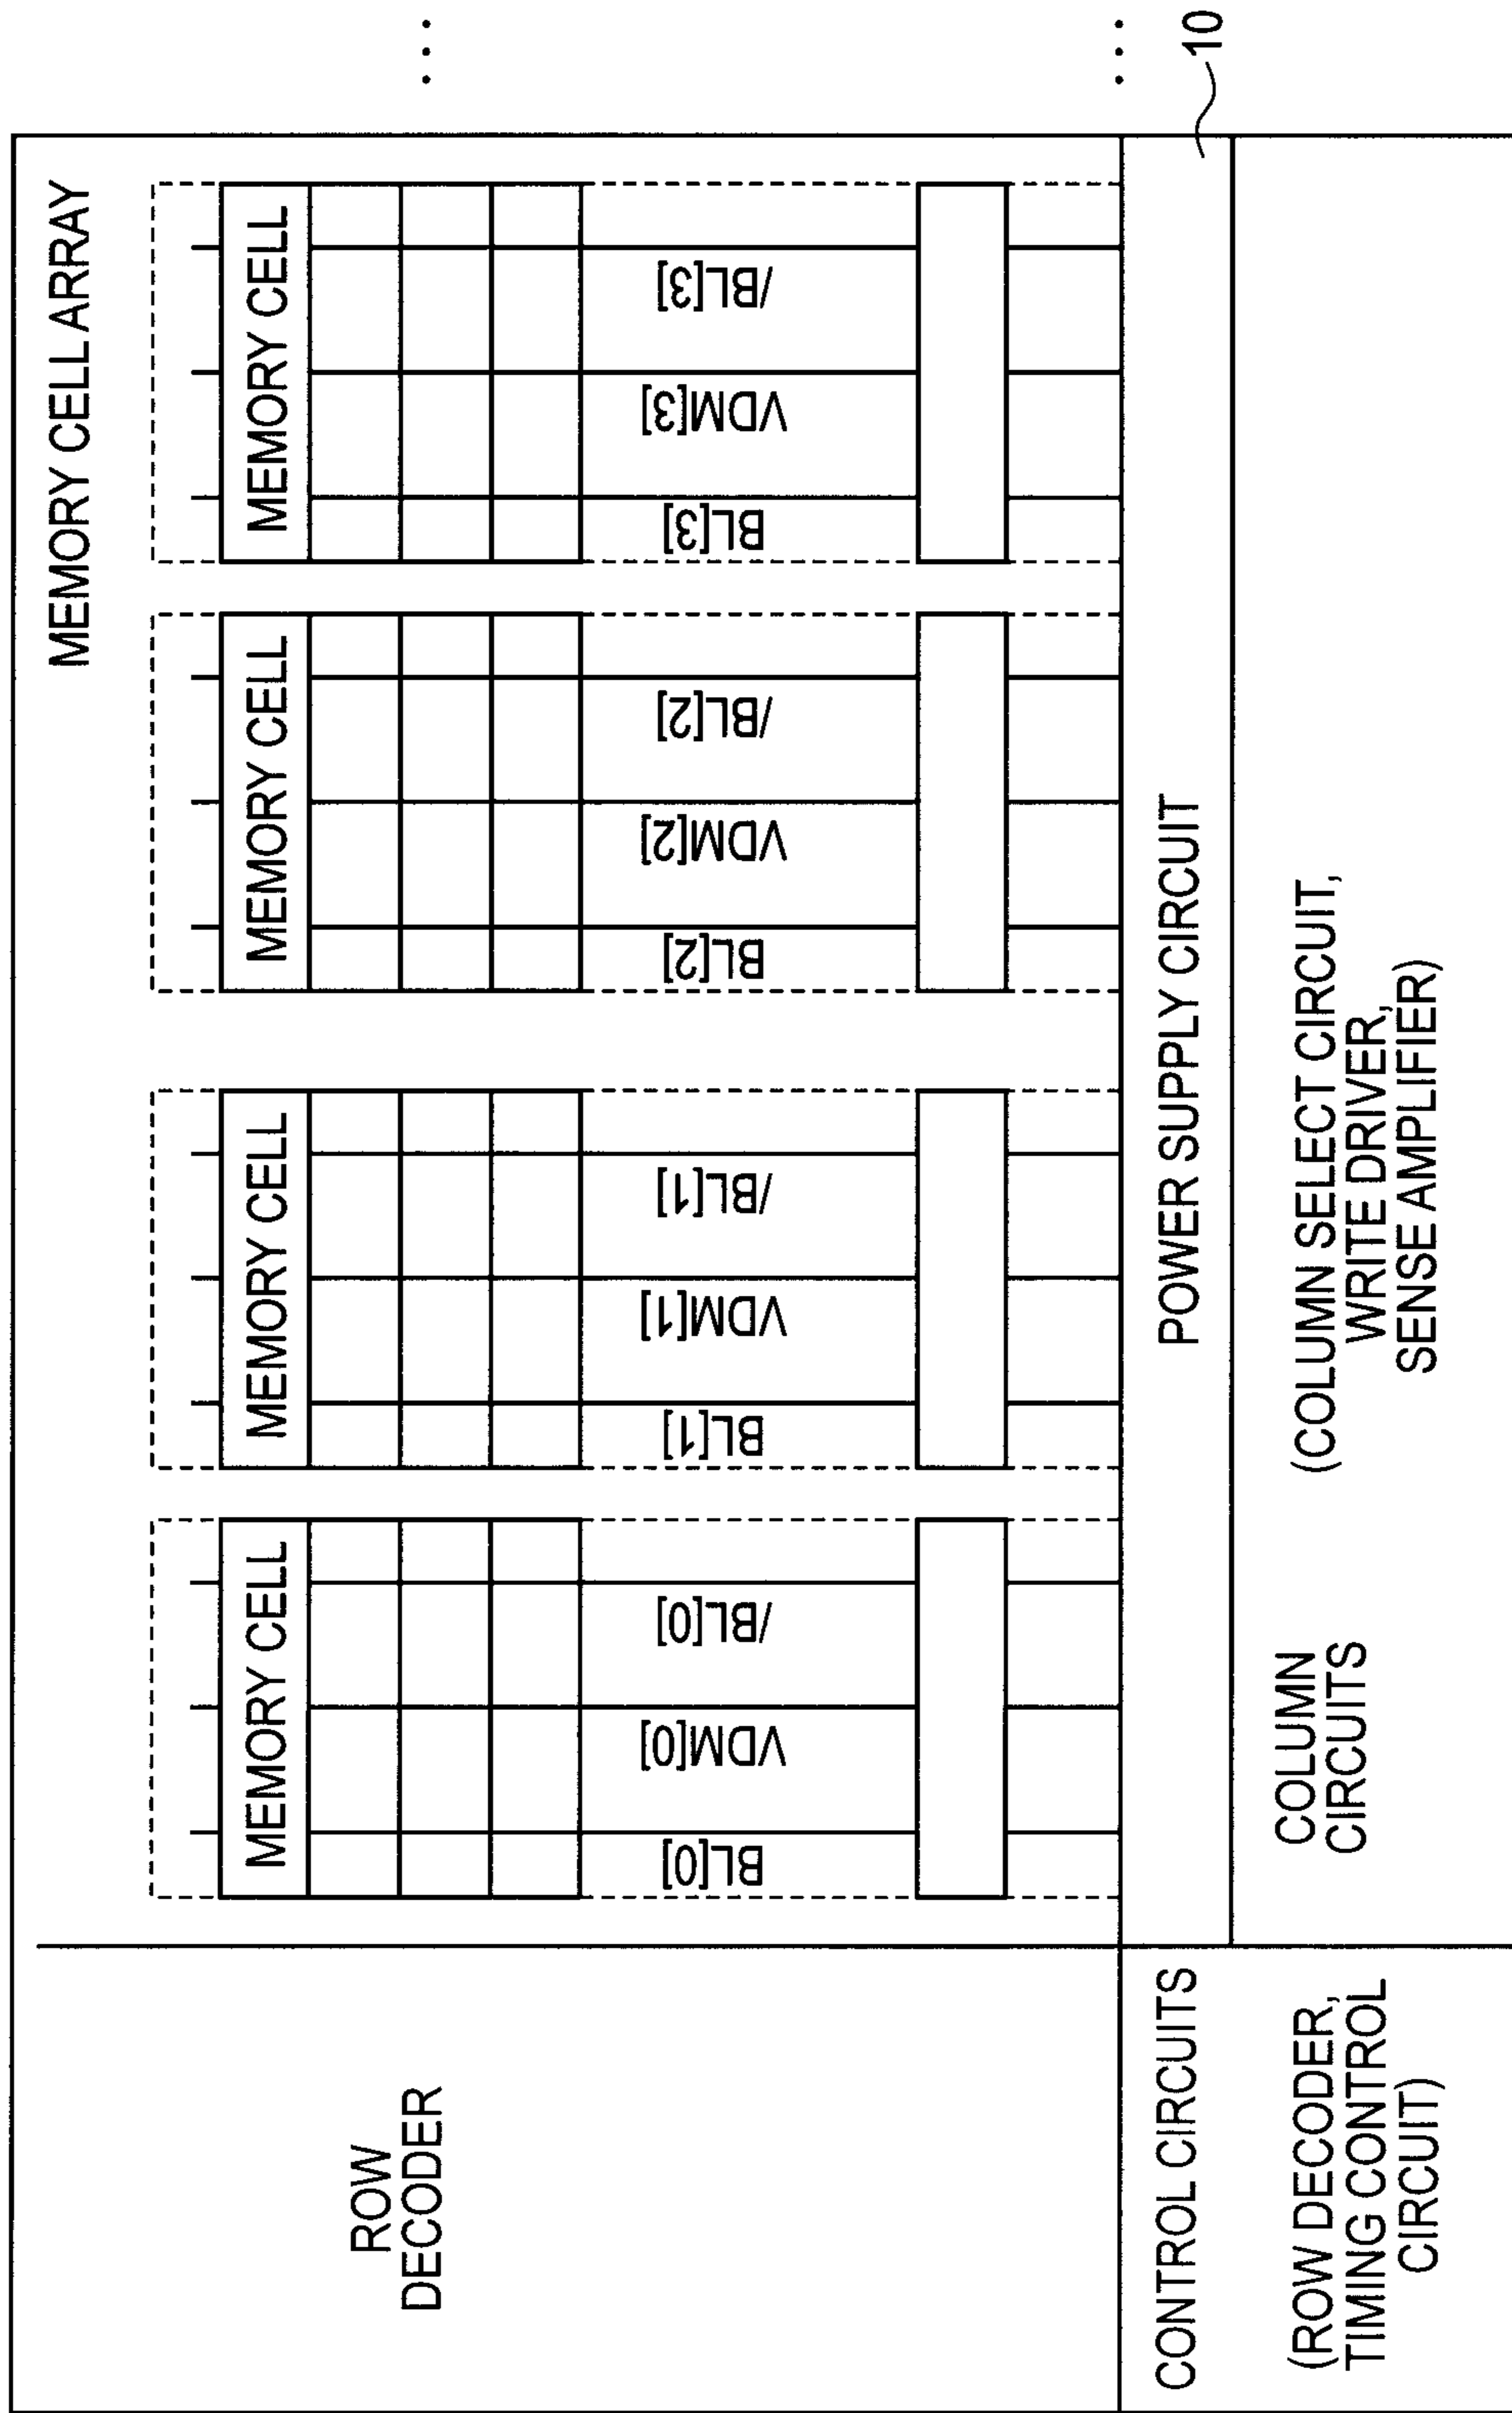 MEMORY CELL ARRAY
...
ROW
DECODER
MEMORY CELL
MEMORY CELL
MEMORY CELL
MEMORY CELL
BL[0]
VDM[0]
/BL[0]
BL[1]
VDM[1]
/BL[1]
BL[2]
VDM[2]
/BL[2]
BL[3]
VDM[3]
/BL[3]
...
CONTROL CIRCUITS
(ROW DECODER,
TIMING CONTROL
CIRCUIT)
POWER SUPPLY CIRCUIT
10
COLUMN
CIRCUITS
(COLUMN SELECT CIRCUIT,
WRITE DRIVER,
SENSE AMPLIFIER)